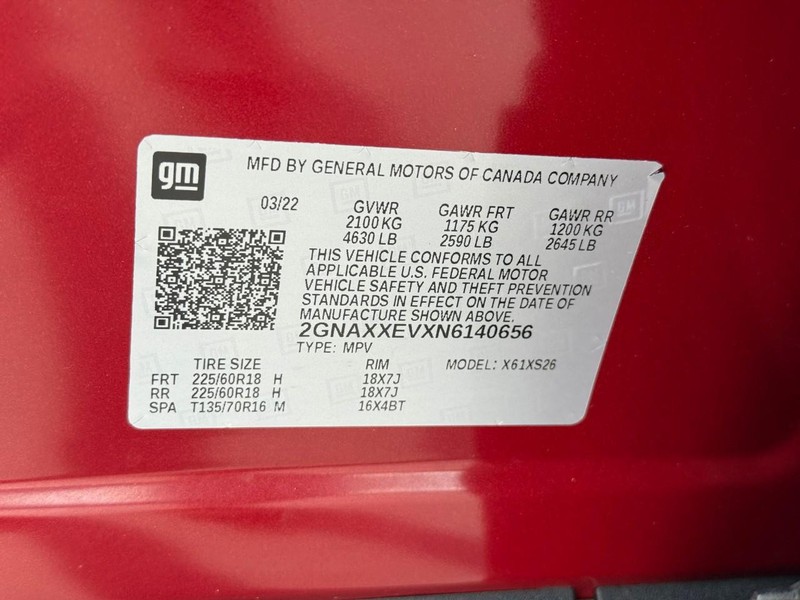 gm
MFD BY GENERAL MOTORS OF CANADA COMPANY
03/22 GVWR GAWR FRT GAWR RR
2100 KG 1175 KG 1200 KG
4630 LB 2590 LB 2645 LB
THIS VEHICLE CONFORMS TO ALL
APPLICABLE U.S. FEDERAL MOTOR
VEHICLE SAFETY AND THEFT PREVENTION
STANDARDS IN EFFECT ON THE DATE OF
MANUFACTURE SHOWN ABOVE.
2GNAXXEVXN6140656
TYPE: MPV
TIRE SIZE RIM MODEL: X61XS26
FRT 225/60R18 H 18X7J
RR 225/60R18 H 18X7J
SPA T135/70R16 M 16X4BT